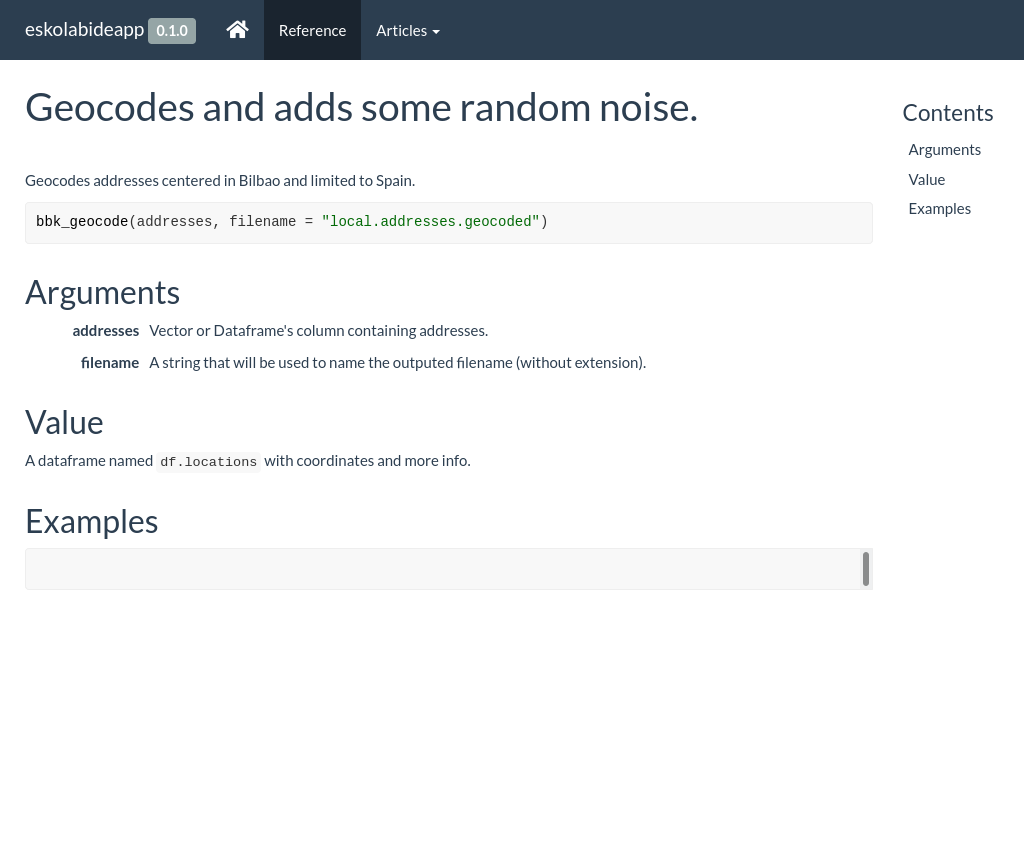 eskolabideapp 0.1.0 Reference Articles
Geocodes and adds some random noise.
Geocodes addresses centered in Bilbao and limited to Spain.
bbk_geocode(addresses, filename = "local.addresses.geocoded")
Arguments
addresses Vector or Dataframe's column containing addresses.
filename A string that will be used to name the outputed filename (without extension).
Value
A dataframe named df.locations with coordinates and more info.
Examples
Contents
Arguments
Value
Examples